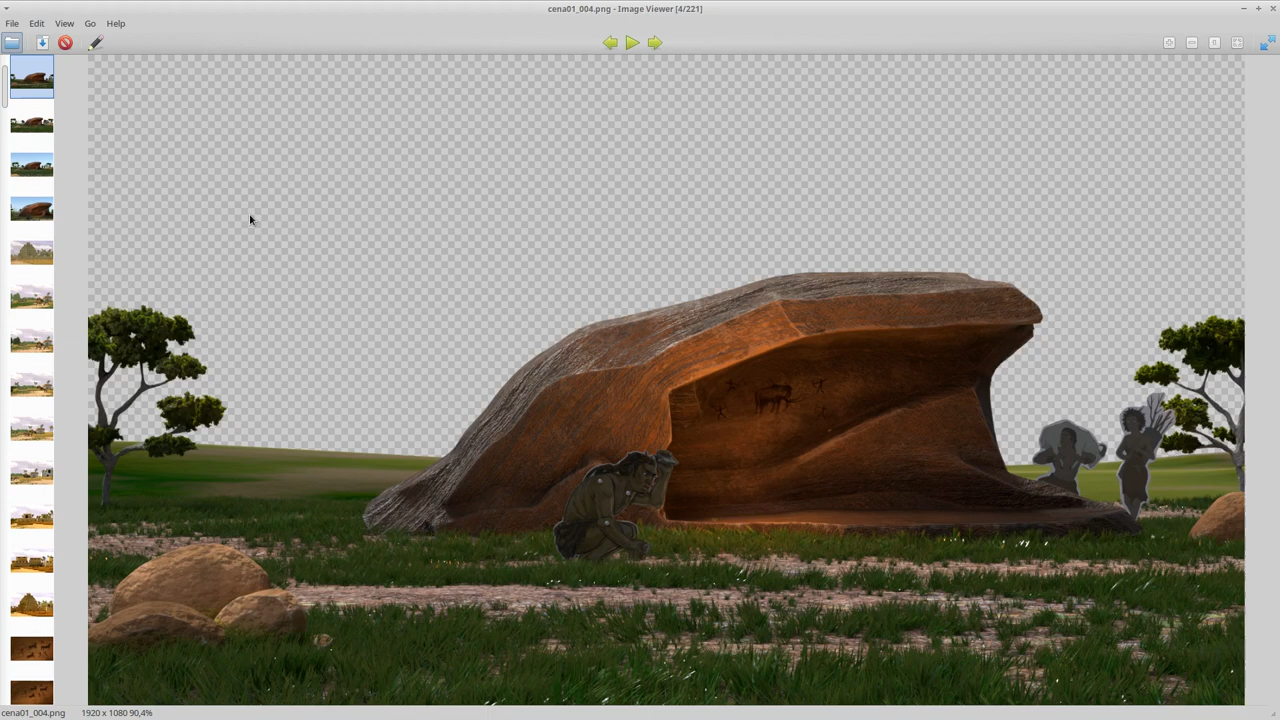 cena01_004.png - Image Viewer [4/221]
File Edit View Go Help
cena01_004.png 1920 x 1080 90,4%